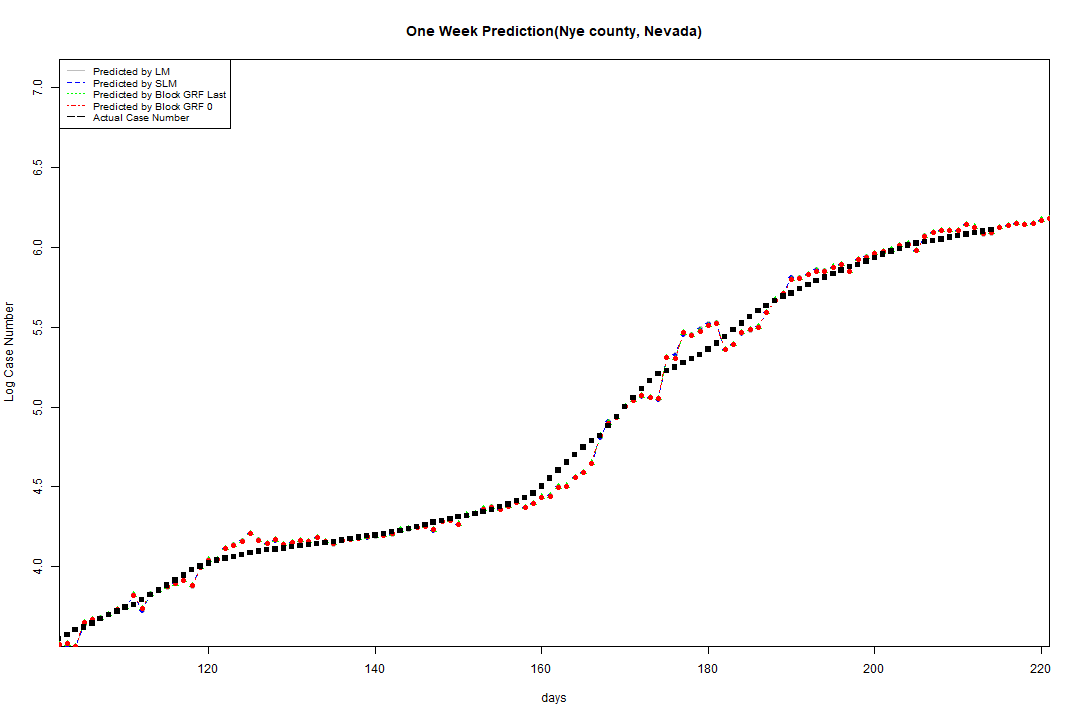 One Week Prediction(Nye county, Nevada)
Predicted by LM
Predicted by SLM
Predicted by Block GRF Last
Predicted by Block GRF 0
Actual Case Number
7.0
6.5
6.0
5.5
5.0
4.5
4.0
Log Case Number
120 140 160 180 200 220
days